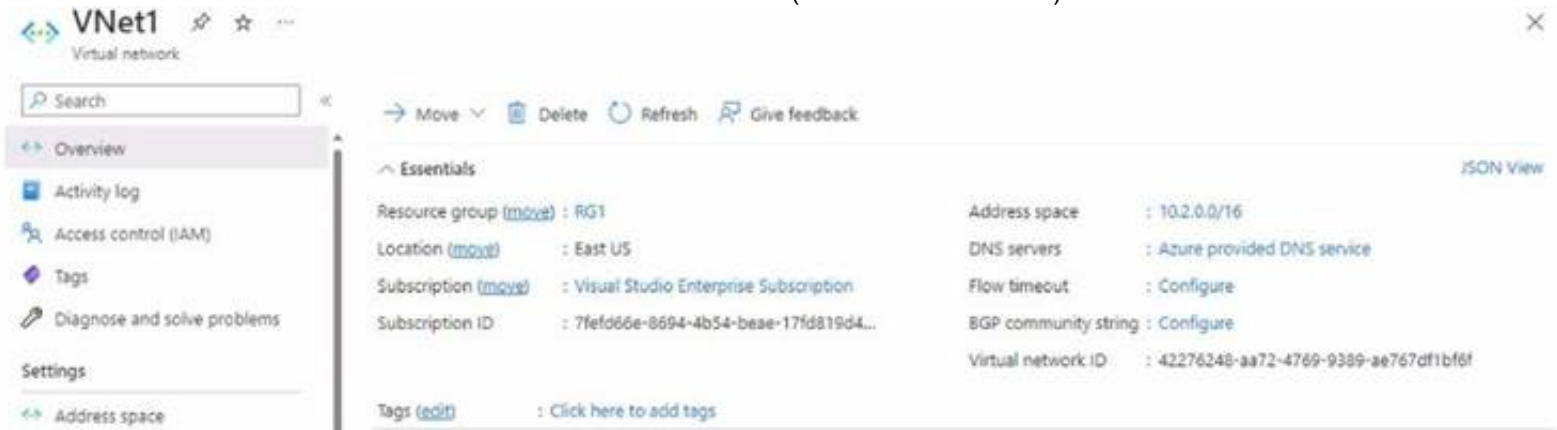 VNet1
Virtual network
Search
Move Delete Refresh Give feedback
Overview
Activity log
Access control (IAM)
Tags
Diagnose and solve problems
Settings
Address space
Essentials
JSON View
Resource group (move) : RG1
Location (move) : East US
Subscription (move) : Visual Studio Enterprise Subscription
Subscription ID : 7fefd66e-8694-4b54-beae-17fd819d4...
Address space : 10.2.0.0/16
DNS servers : Azure provided DNS service
Flow timeout : Configure
BGP community string : Configure
Virtual network ID : 42276248-aa72-4769-9389-ae767df1bf6f
Tags (edit) : Click here to add tags